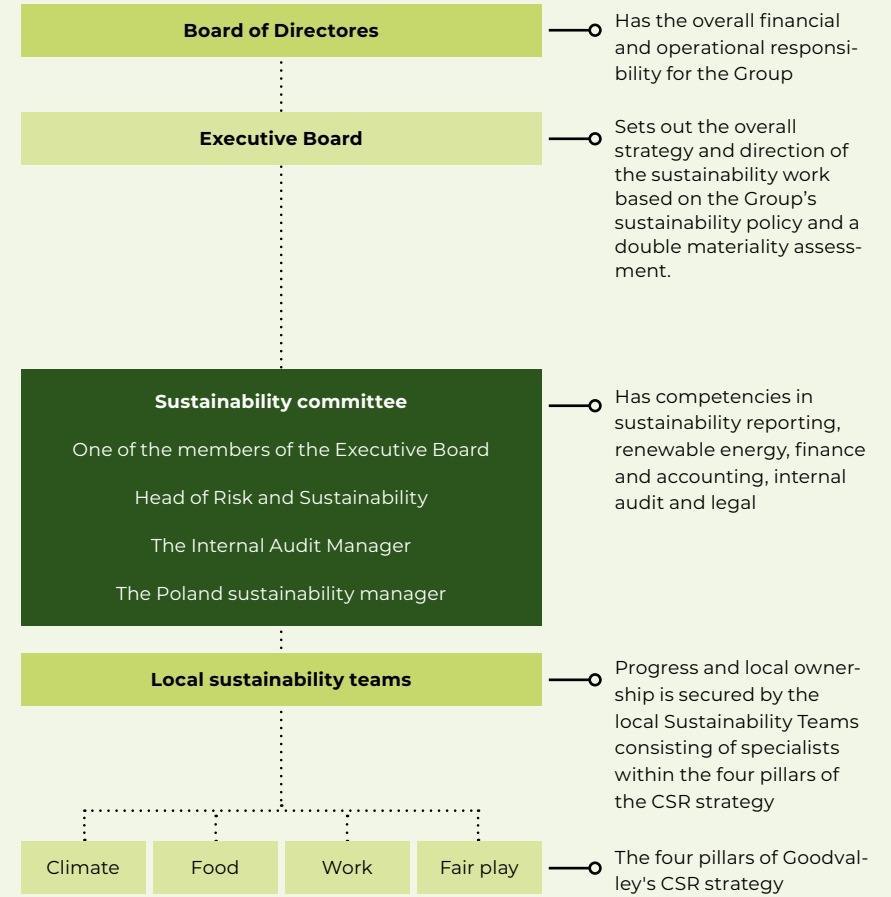 Board of Directores
Has the overall financial
and operational responsi-
bility for the Group
Executive Board
Sets out the overall
strategy and direction of
the sustainability work
based on the Group’s
sustainability policy and a
double materiality assess-
ment.
Sustainability committee
One of the members of the Executive Board
Head of Risk and Sustainability
The Internal Audit Manager
The Poland sustainability manager
Has competencies in
sustainability reporting,
renewable energy, finance
and accounting, internal
audit and legal
Local sustainability teams
Progress and local owner-
ship is secured by the
local Sustainability Teams
consisting of specialists
within the four pillars of
the CSR strategy
Climate
Food
Work
Fair play
The four pillars of Goodval-
ley's CSR strategy